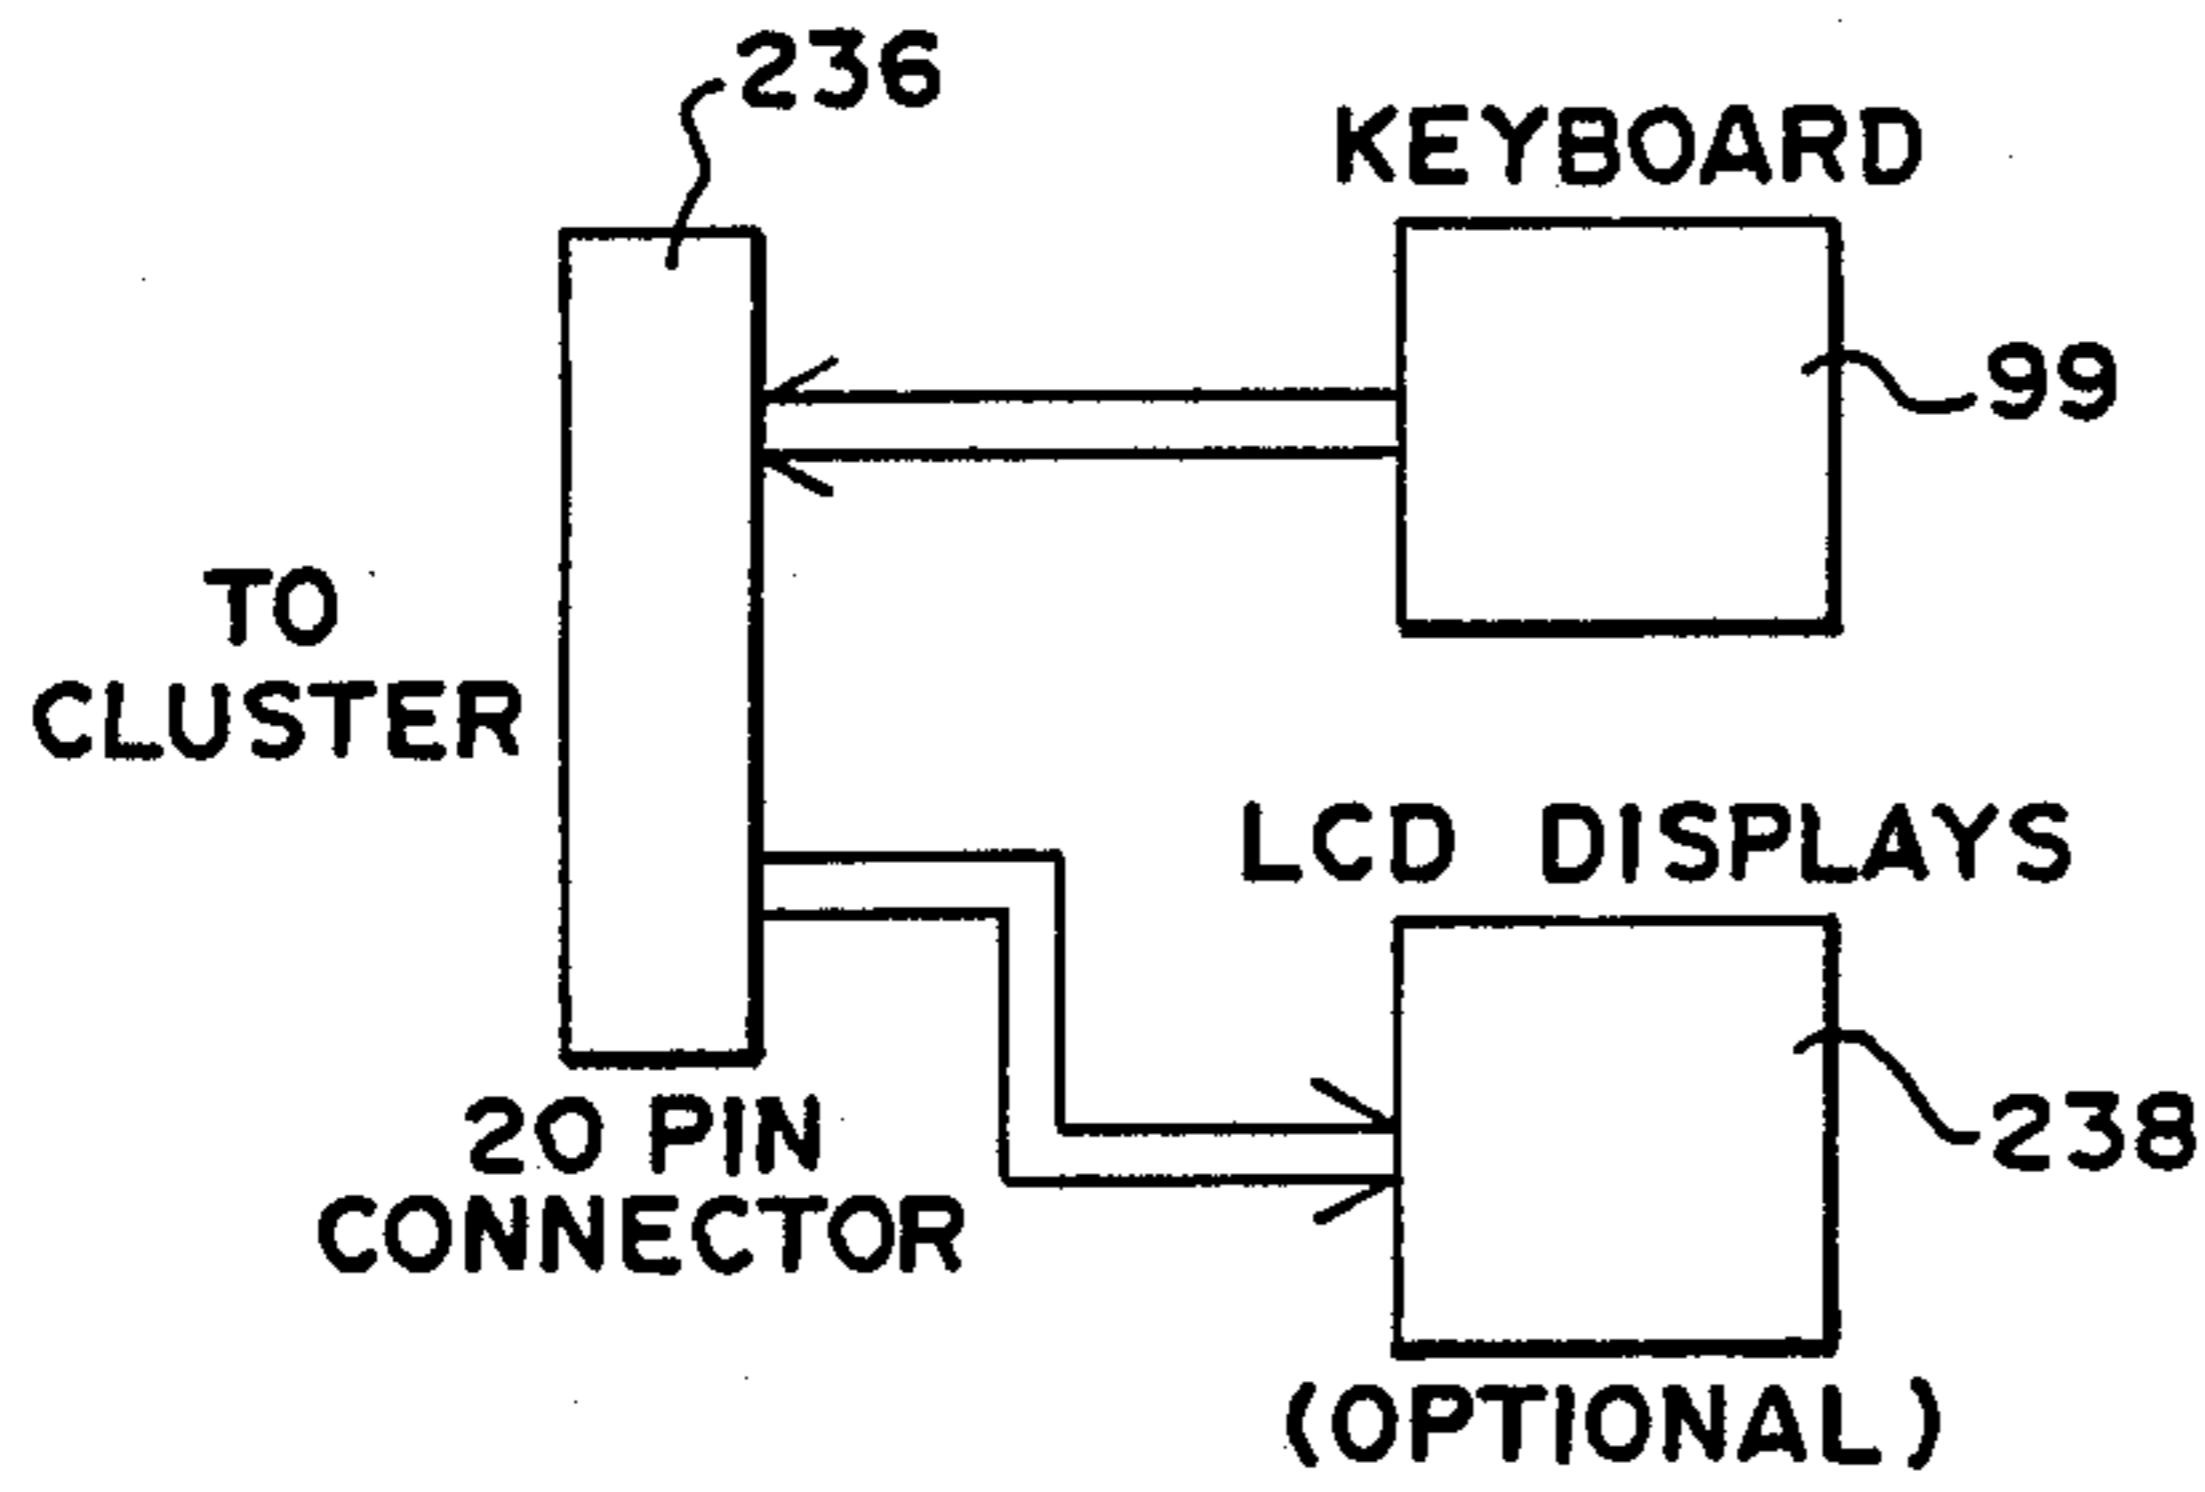 236
KEYBOARD
99
TO
CLUSTER
LCD DISPLAYS
238
20 PIN
CONNECTOR
(OPTIONAL)